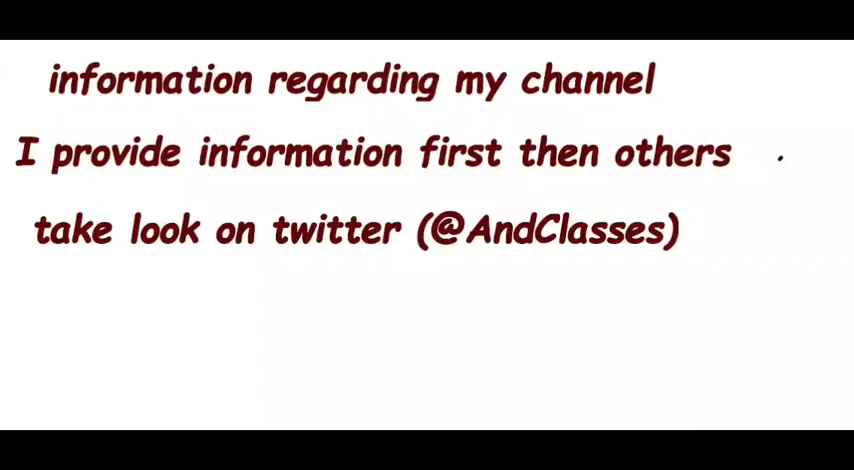 information regarding my channel
I provide information first then others
take look on twitter (@AndClasses)